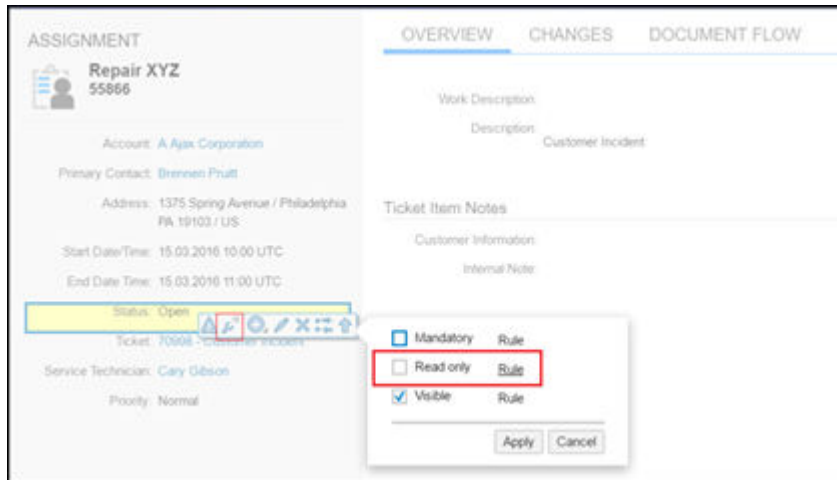 ASSIGNMENT
Repair XYZ
55866
Account: A Ajax Corporation
Primary Contact: Brennen Pruitt
Address: 1375 Spring Avenue / Philadelphia
PA 19103 / US
Start Date/Time: 15.03.2016 10:00 UTC
End Date Time: 15.03.2016 11:00 UTC
Status: Open
Ticket: 70998 - Customer Incident
Service Technician: Cary Gibson
Priority: Normal
OVERVIEW CHANGES DOCUMENT FLOW
Work Description:
Description:
Customer Incident
Ticket Item Notes
Customer Information:
Internal Note:
Mandatory Rule
Read only Rule
Visible Rule
Apply Cancel